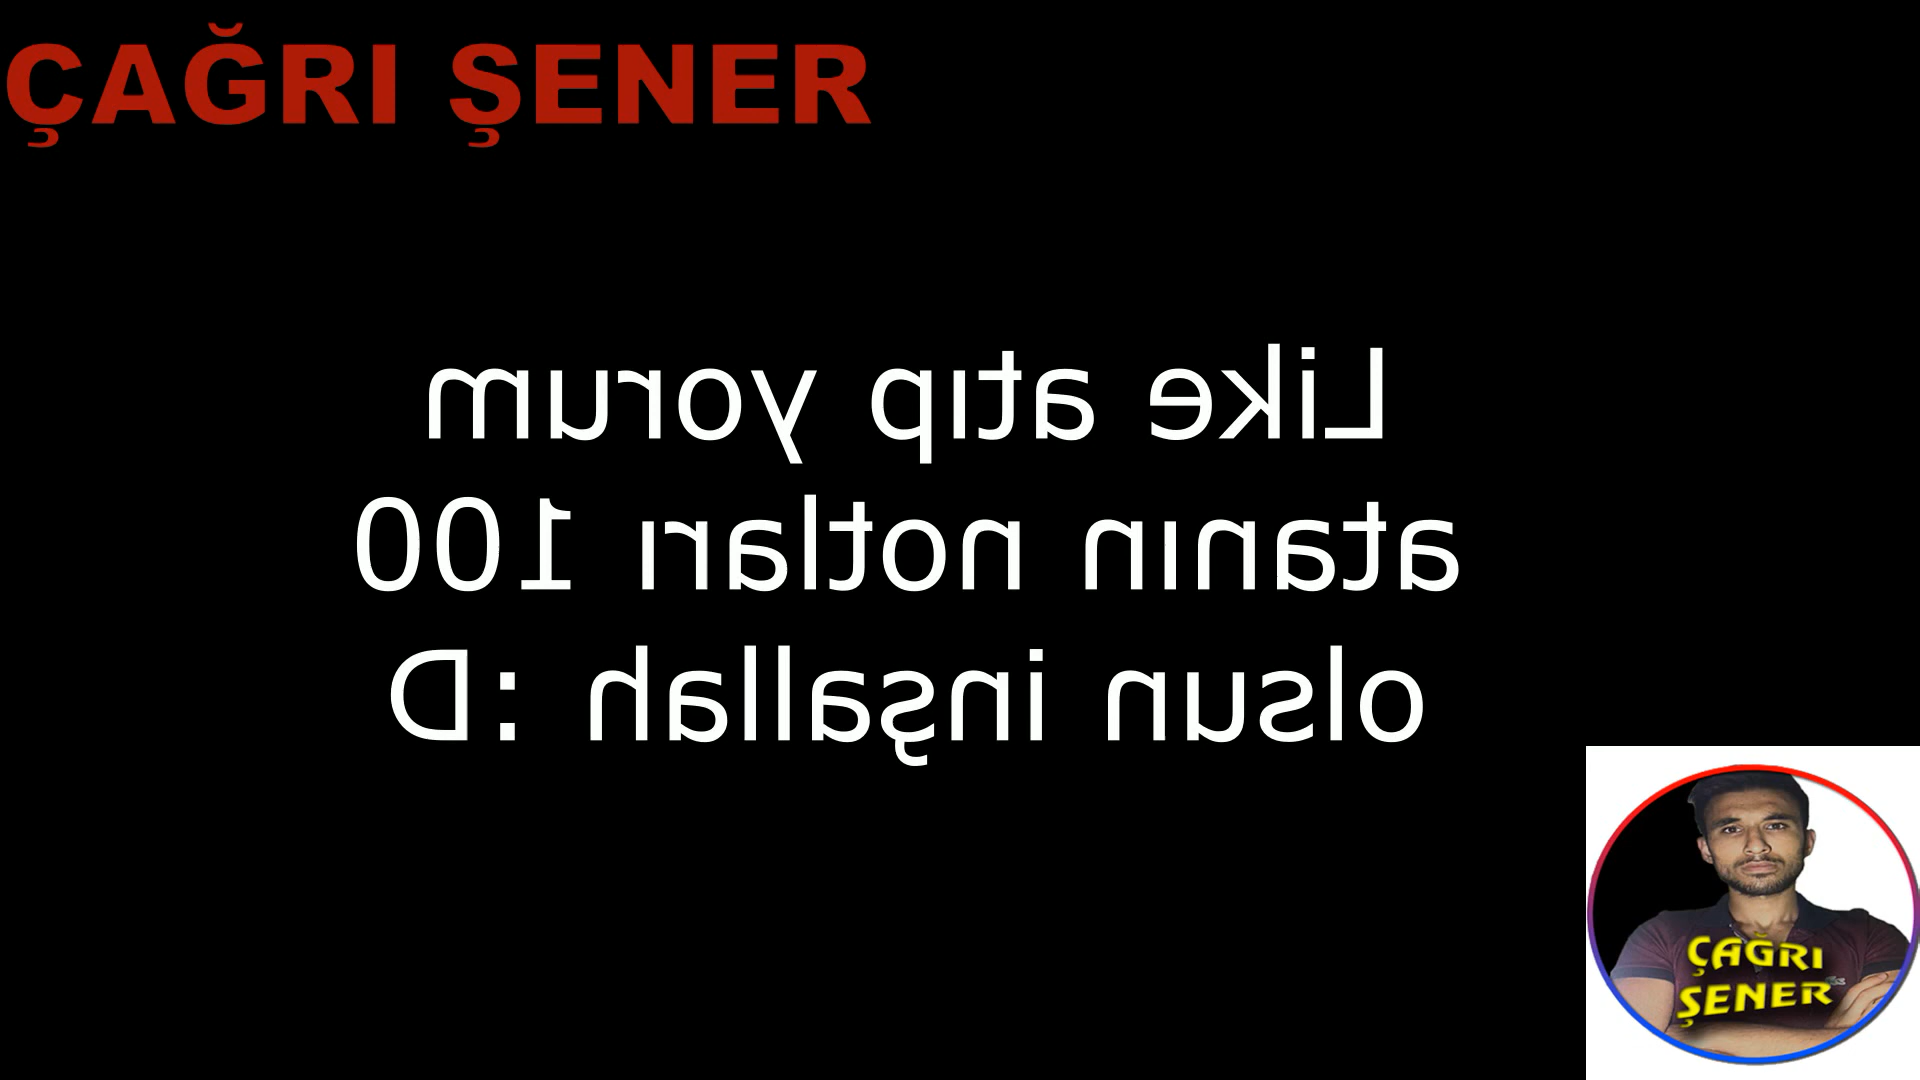 ÇAĞRI ŞENER
Like atıp yorum
atanın notları 100
olsun inşallah :D
ÇAĞRI
ŞENER